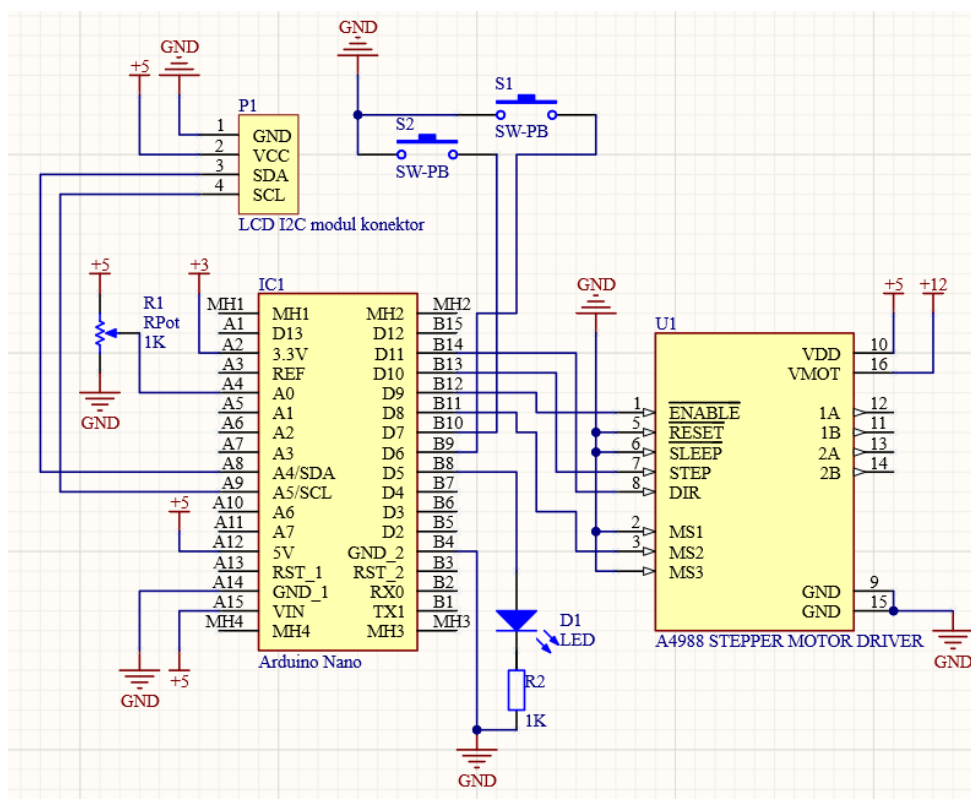 GND
GND
+5
P1
1 GND
2 VCC
3 SDA
4 SCL
LCD I2C modul konektor
S1
SW-PB
S2
SW-PB
+5
R1
RPot
1K
GND
+3
IC1
MH1 MH1 MH2 MH2
A1 D13 D12 B15
A2 3.3V D11 B14
A3 REF D10 B13
A4 A0 D9 B12
A5 A1 D8 B11
A6 A2 D7 B10
A7 A3 D6 B9
A8 A4/SDA D5 B8
A9 A5/SCL D4 B7
A10 A6 D3 B6
A11 A7 D2 B5
A12 5V GND_2 B4
A13 RST_1 RST_2 B3
A14 GND_1 RX0 B2
A15 VIN TX1 B1
MH4 MH4 MH3 MH3
Arduino Nano
+5
GND
+5
D1
LED
R2
1K
GND
GND
+5 +12
U1
VDD 10
VMOT 16
1 ENABLE 1A 12
5 RESET 1B 11
6 SLEEP 2A 13
7 STEP 2B 14
8 DIR
2 MS1
3 MS2
MS3
GND 9
GND 15
A4988 STEPPER MOTOR DRIVER
GND